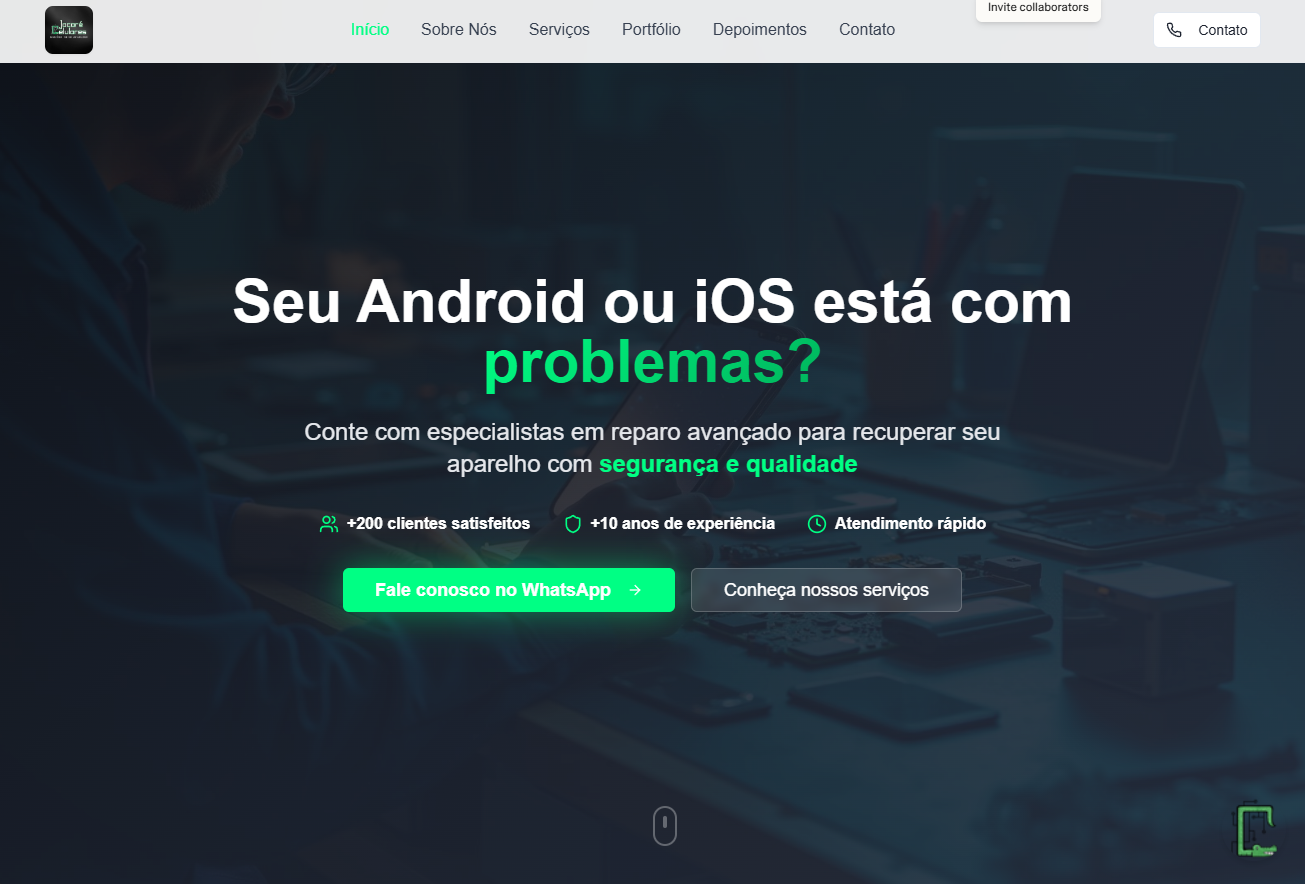 Jacaré
Celulares
Início
Sobre Nós
Serviços
Portfólio
Depoimentos
Contato
Invite collaborators
Contato
Seu Android ou iOS está com
problemas?
Conte com especialistas em reparo avançado para recuperar seu
aparelho com segurança e qualidade
+200 clientes satisfeitos
+10 anos de experiência
Atendimento rápido
Fale conosco no WhatsApp
Conheça nossos serviços